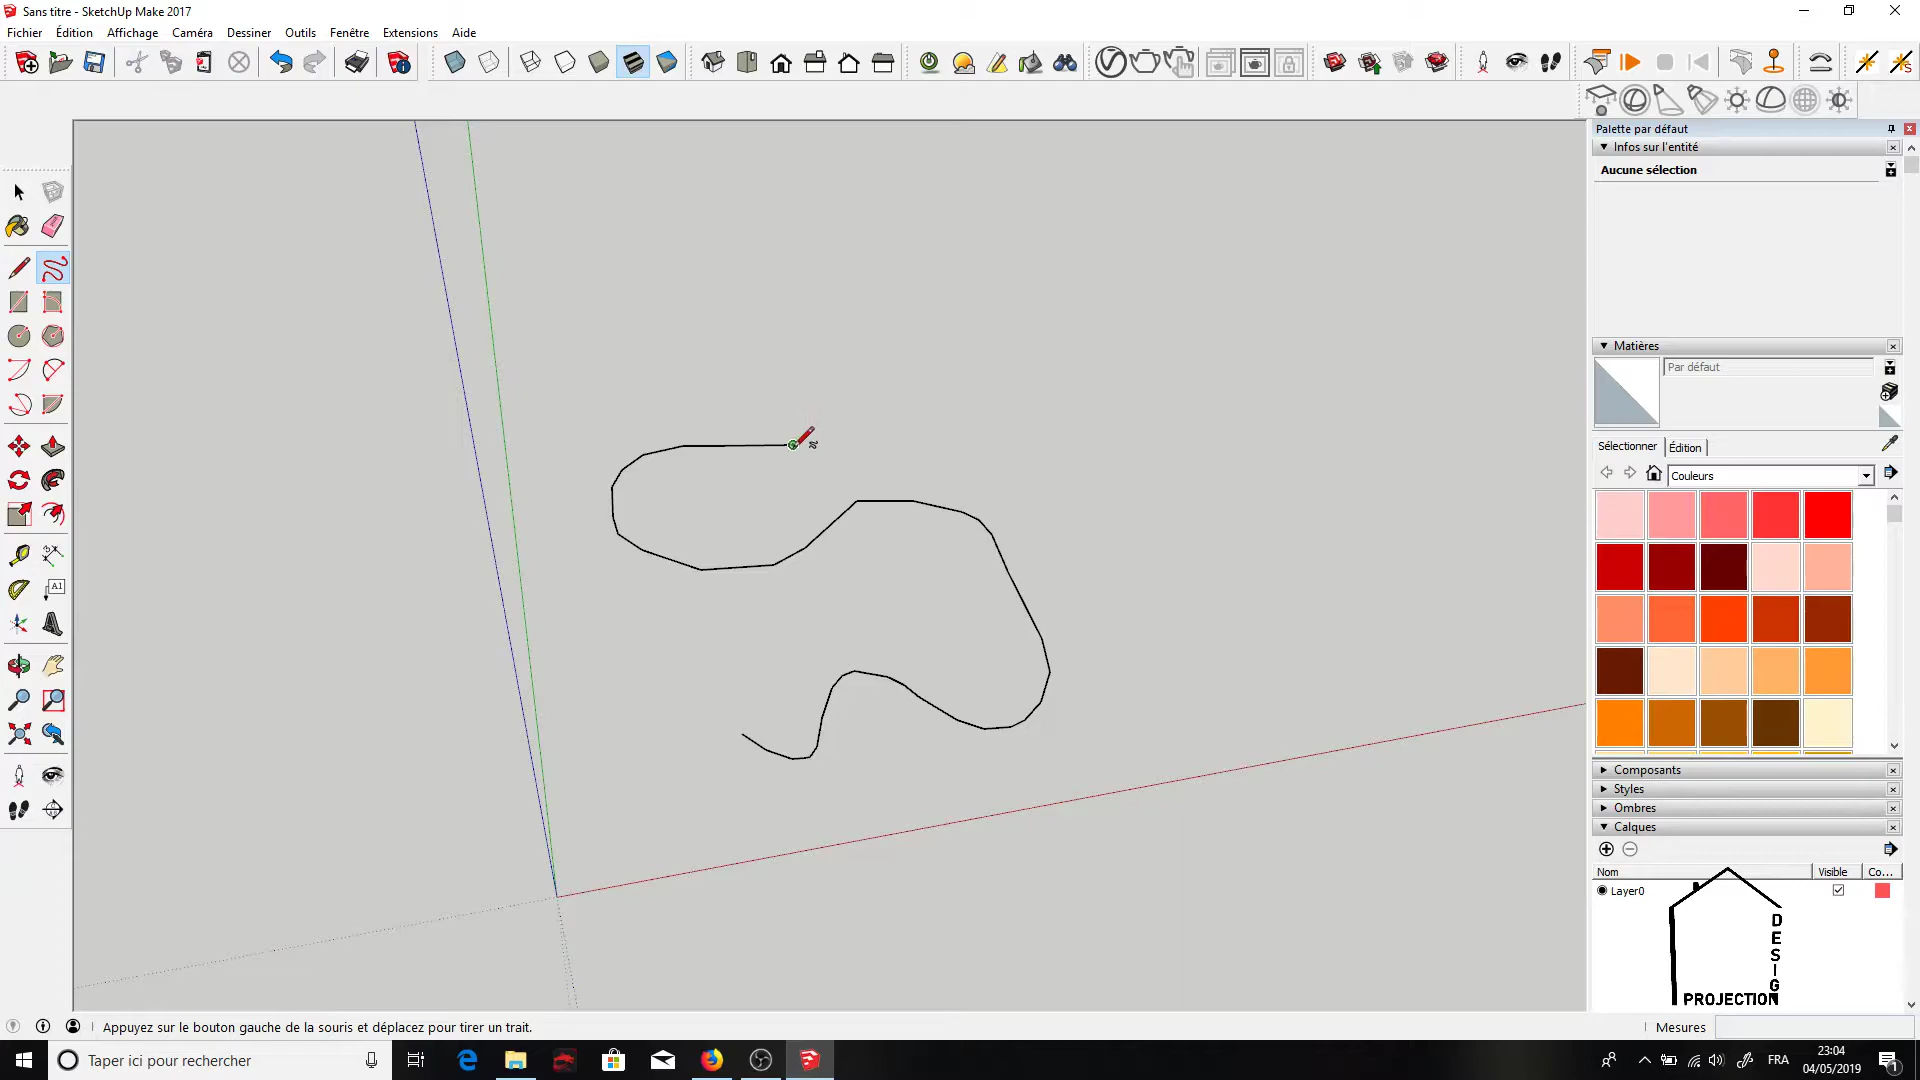 Sans titre - SketchUp Make 2017
Fichier Édition Affichage Caméra Dessiner Outils Fenêtre Extensions Aide
Palette par défaut
Infos sur l'entité
Aucune sélection
Matières
Par défaut
Sélectionner Édition
Couleurs
Composants
Styles
Ombres
Calques
Nom Visible Co...
Layer0
DESIGN
PROJECTION
Appuyez sur le bouton gauche de la souris et déplacez pour tirer un trait.
Mesures
Taper ici pour rechercher
FRA
23:04
04/05/2019